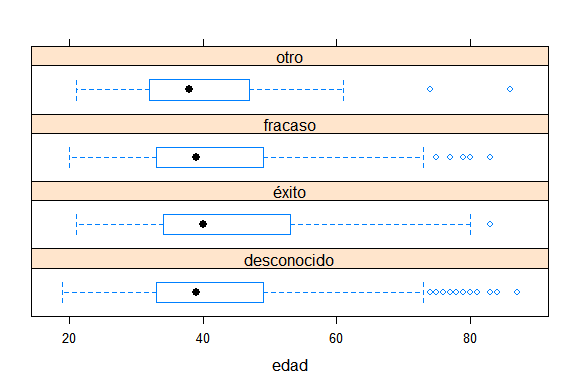 otro
fracaso
éxito
desconocido
20 40 60 80
edad